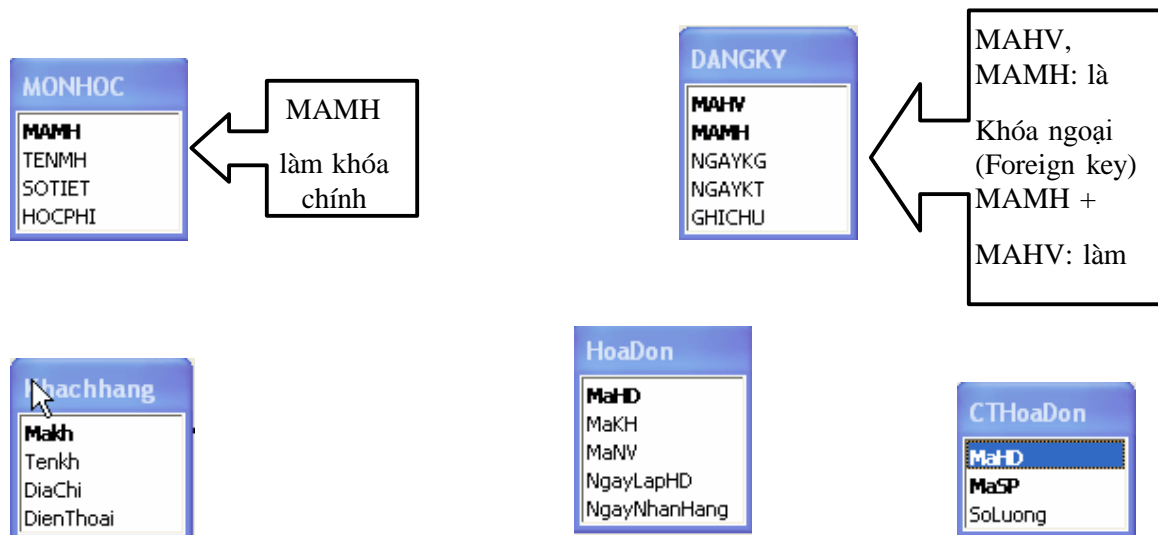 MONHOC
MAMH
TENMH
SOTIET
HOCPHI
MAMH
làm khóa
chính
DANGKY
MAHV
MAMH
NGAYKG
NGAYKT
GHICHU
MAHV,
MAMH: là
Khóa ngoại
(Foreign key)
MAMH +
MAHV: làm
Khachhang
Makh
Tenkh
DiaChi
DienThoai
HoaDon
MaHD
MaKH
MaNV
NgayLapHD
NgayNhanHang
CTHoaDon
MaHD
MaSP
SoLuong